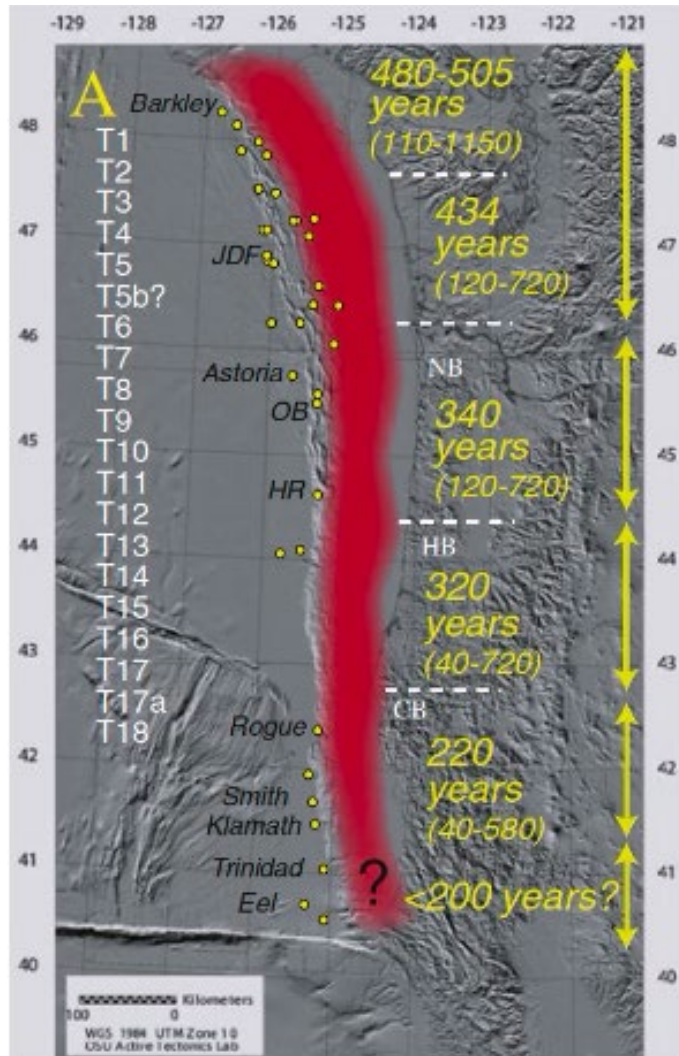 -129 -128 -127 -126 -125 -124 -123 -122 -121
A
Barkley
480-505
years
(110-1150)
48
48
T1
T2
T3
T4
T5
T5b?
T6
T7
T8
T9
T10
T11
T12
T13
T14
T15
T16
T17
T17a
T18
434
years
(120-720)
47
47
JDF
46
46
NB
Astoria
OB
340
years
(120-720)
45
45
HR
HB
44
44
320
years
(40-720)
43
43
CB
Rogue
220
years
(40-580)
42
42
Smith
Klamath
41
41
Trinidad
Eel
?
<200 years?
40
40
Kilometers
100 0
WGS 1984 UTM Zone 10
OSU Active Tectonics Lab